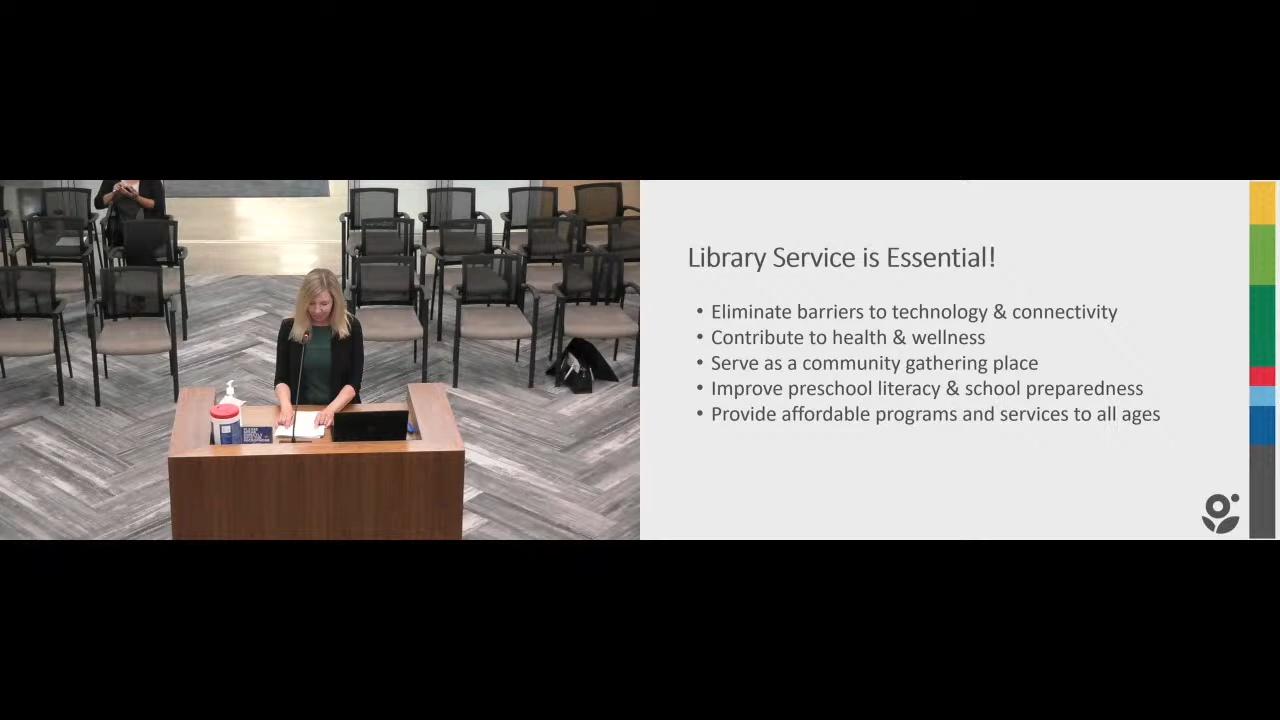 Library Service is Essential!
• Eliminate barriers to technology & connectivity
• Contribute to health & wellness
• Serve as a community gathering place
• Improve preschool literacy & school preparedness
• Provide affordable programs and services to all ages